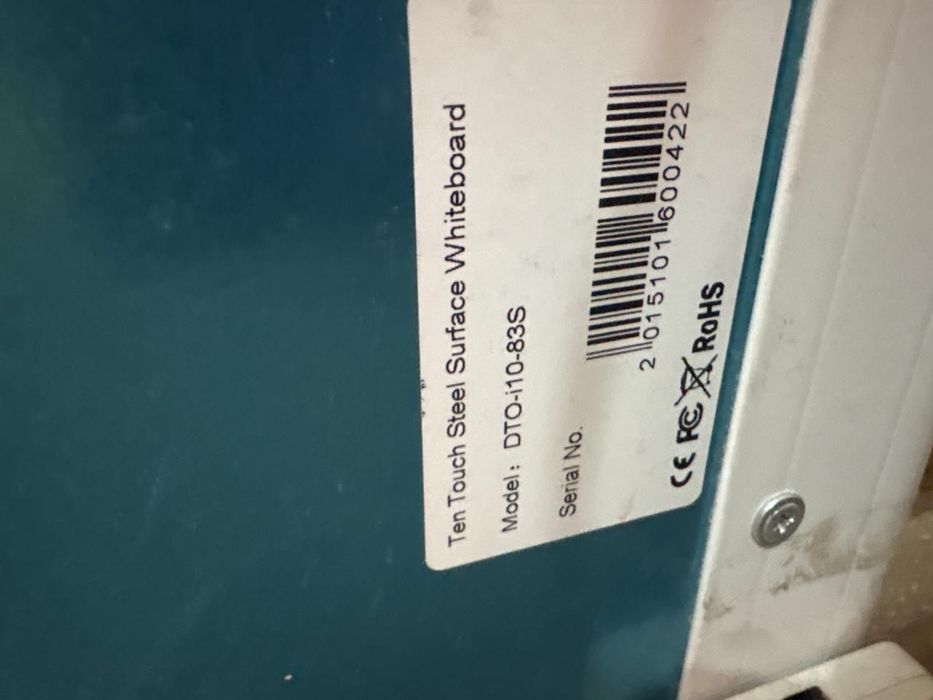 Ten Touch Steel Surface Whiteboard
Model: DTO-i10-83S
Serial No.
2 015101 600422
CE FC RoHS